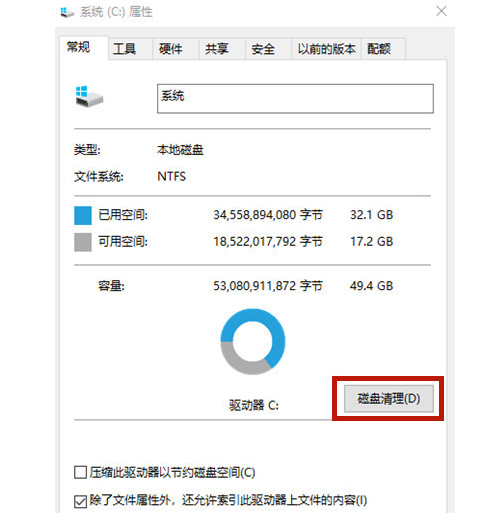 系统 (C:) 属性
常规 工具 硬件 共享 安全 以前的版本 配额
系统
类型: 本地磁盘
文件系统: NTFS
已用空间: 34,558,894,080 字节 32.1 GB
可用空间: 18,522,017,792 字节 17.2 GB
容量: 53,080,911,872 字节 49.4 GB
驱动器 C: 磁盘清理(D)
压缩此驱动器以节约磁盘空间(C)
除了文件属性外，还允许索引此驱动器上文件的内容(I)